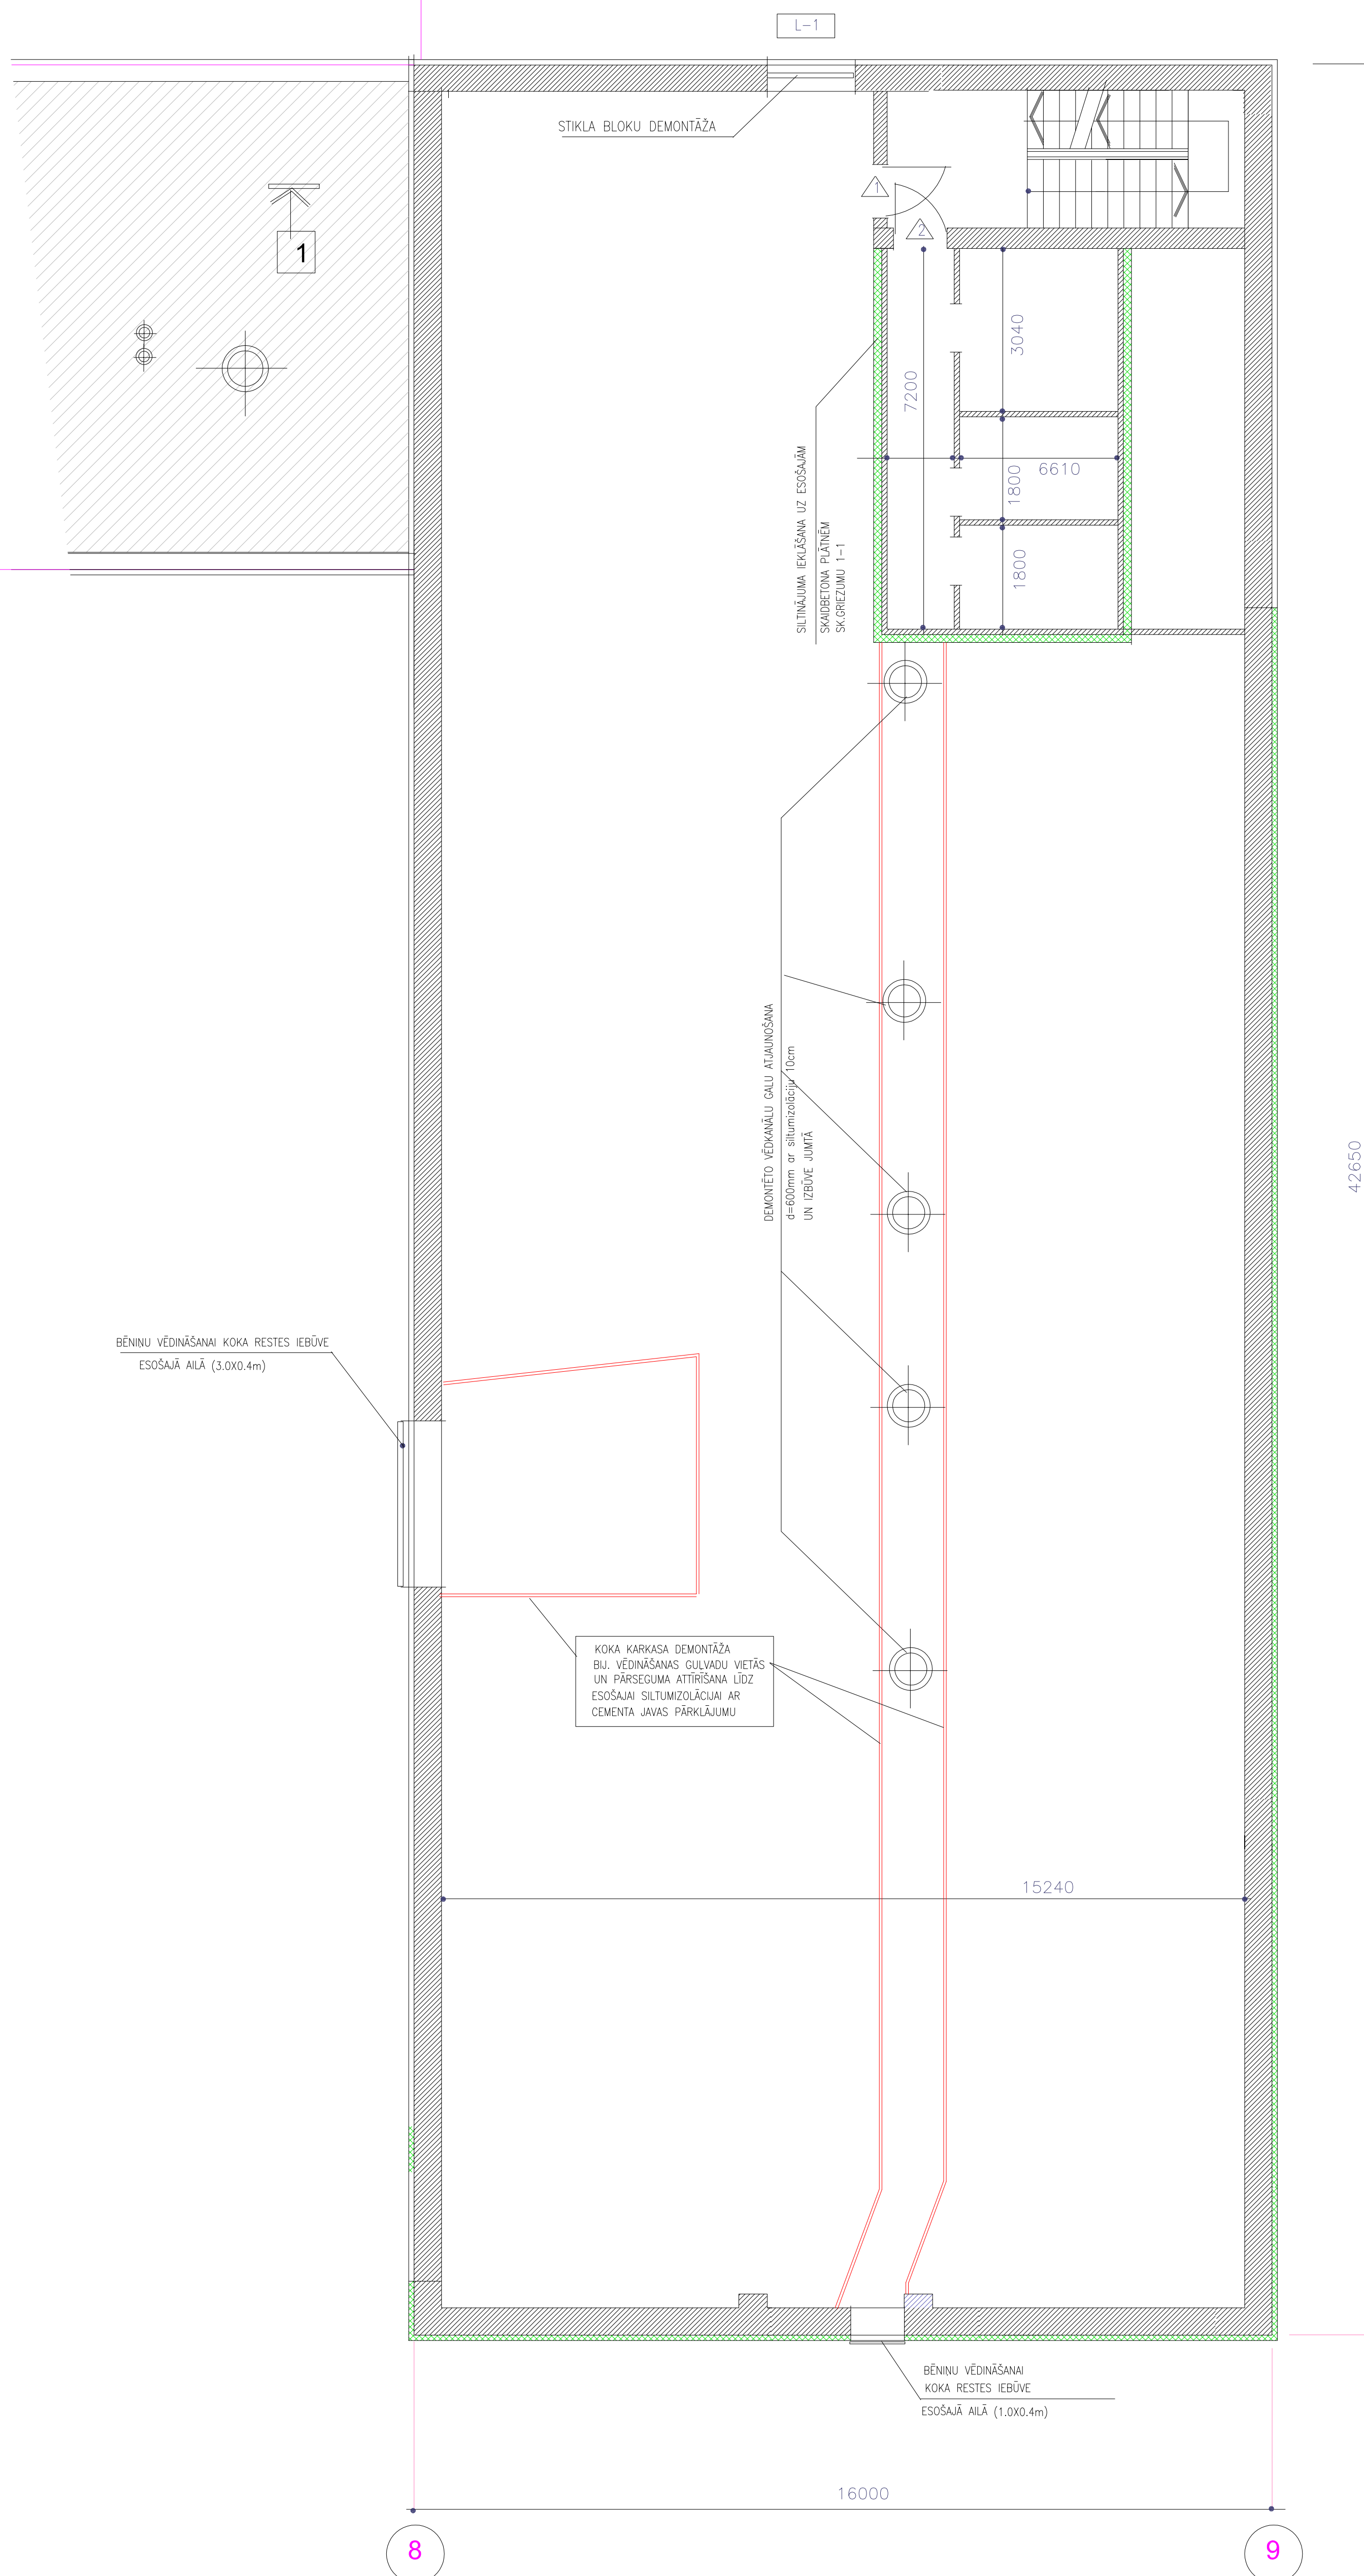 L-1
STIKLA BLOKU DEMONTĀŽA
1
2
1
3040
7200
6610
1800
1800
SILTINĀJUMA IEKLĀŠANA UZ ESOŠAJĀM
SKAIDBETONA PLĀTNĒM
SK.GRIEZUMU 1-1
DEMONTĒTO VĒDKANĀLU GALU ATJAUNOŠANA
d=600mm ar siltumizolāciju 10cm
UN IZBŪVE JUMTĀ
42650
BĒNIŅU VĒDINĀŠANAI KOKA RESTES IEBŪVE
ESOŠAJĀ AILĀ (3.0X0.4m)
KOKA KARKASA DEMONTĀŽA
BIJ. VĒDINĀŠANAS GUĻVADU VIETĀS
UN PĀRSEGUMA ATTĪRĪŠANA LĪDZ
ESOŠAJAI SILTUMIZOLĀCIJAI AR
CEMENTA JAVAS PĀRKLĀJUMU
15240
BĒNIŅU VĒDINĀŠANAI
KOKA RESTES IEBŪVE
ESOŠAJĀ AILĀ (1.0X0.4m)
16000
8
9